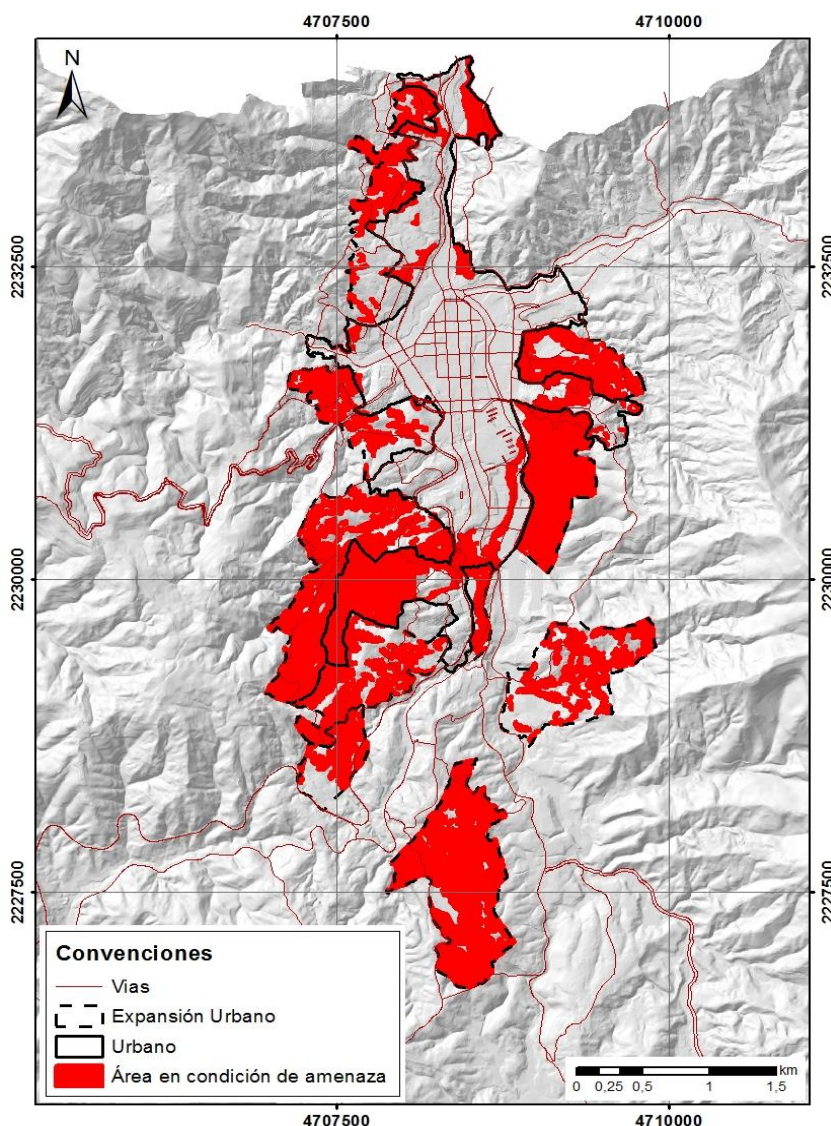 4707500 4710000
N
2232500 2232500
2230000 2230000
2227500 2227500
Convenciones
Vias
Expansión Urbano
Urbano
Área en condición de amenaza
km
0 0,25 0,5 1 1,5
4707500 4710000